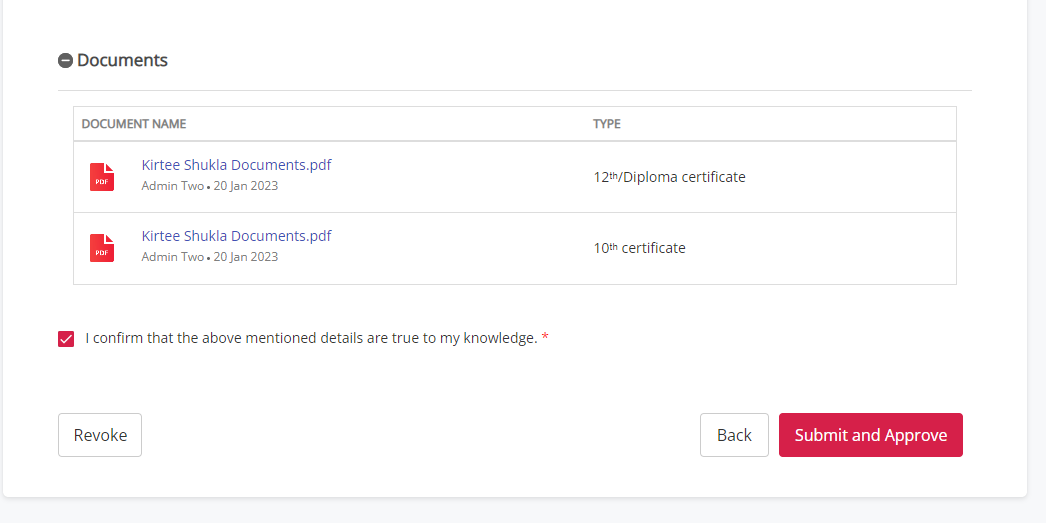 Documents
DOCUMENT NAME TYPE
PDF Kirtee Shukla Documents.pdf
Admin Two • 20 Jan 2023
12th/Diploma certificate
PDF Kirtee Shukla Documents.pdf
Admin Two • 20 Jan 2023
10th certificate
I confirm that the above mentioned details are true to my knowledge. *
Revoke Back Submit and Approve